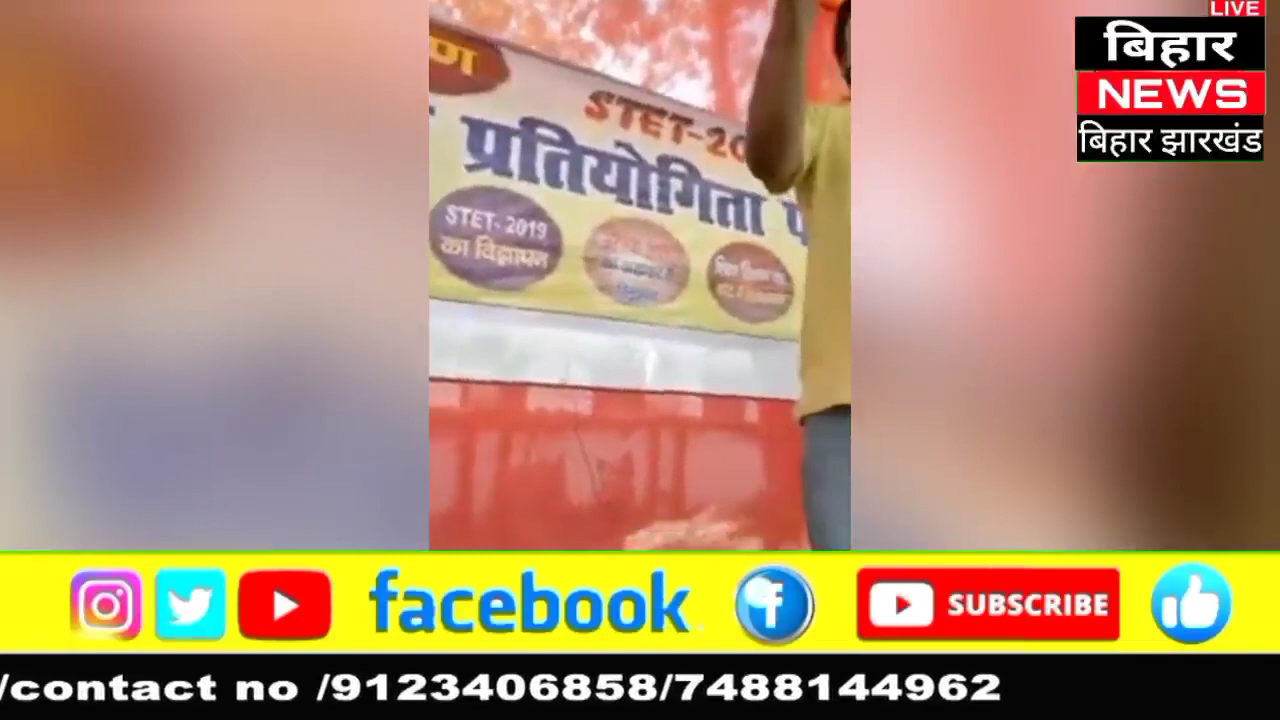 LIVE
बिहार
NEWS
बिहार झारखंड
STET-20
प्रतियोगिता
STET-2019
का विज्ञापन
facebook
SUBSCRIBE
/contact no /9123406858/7488144962